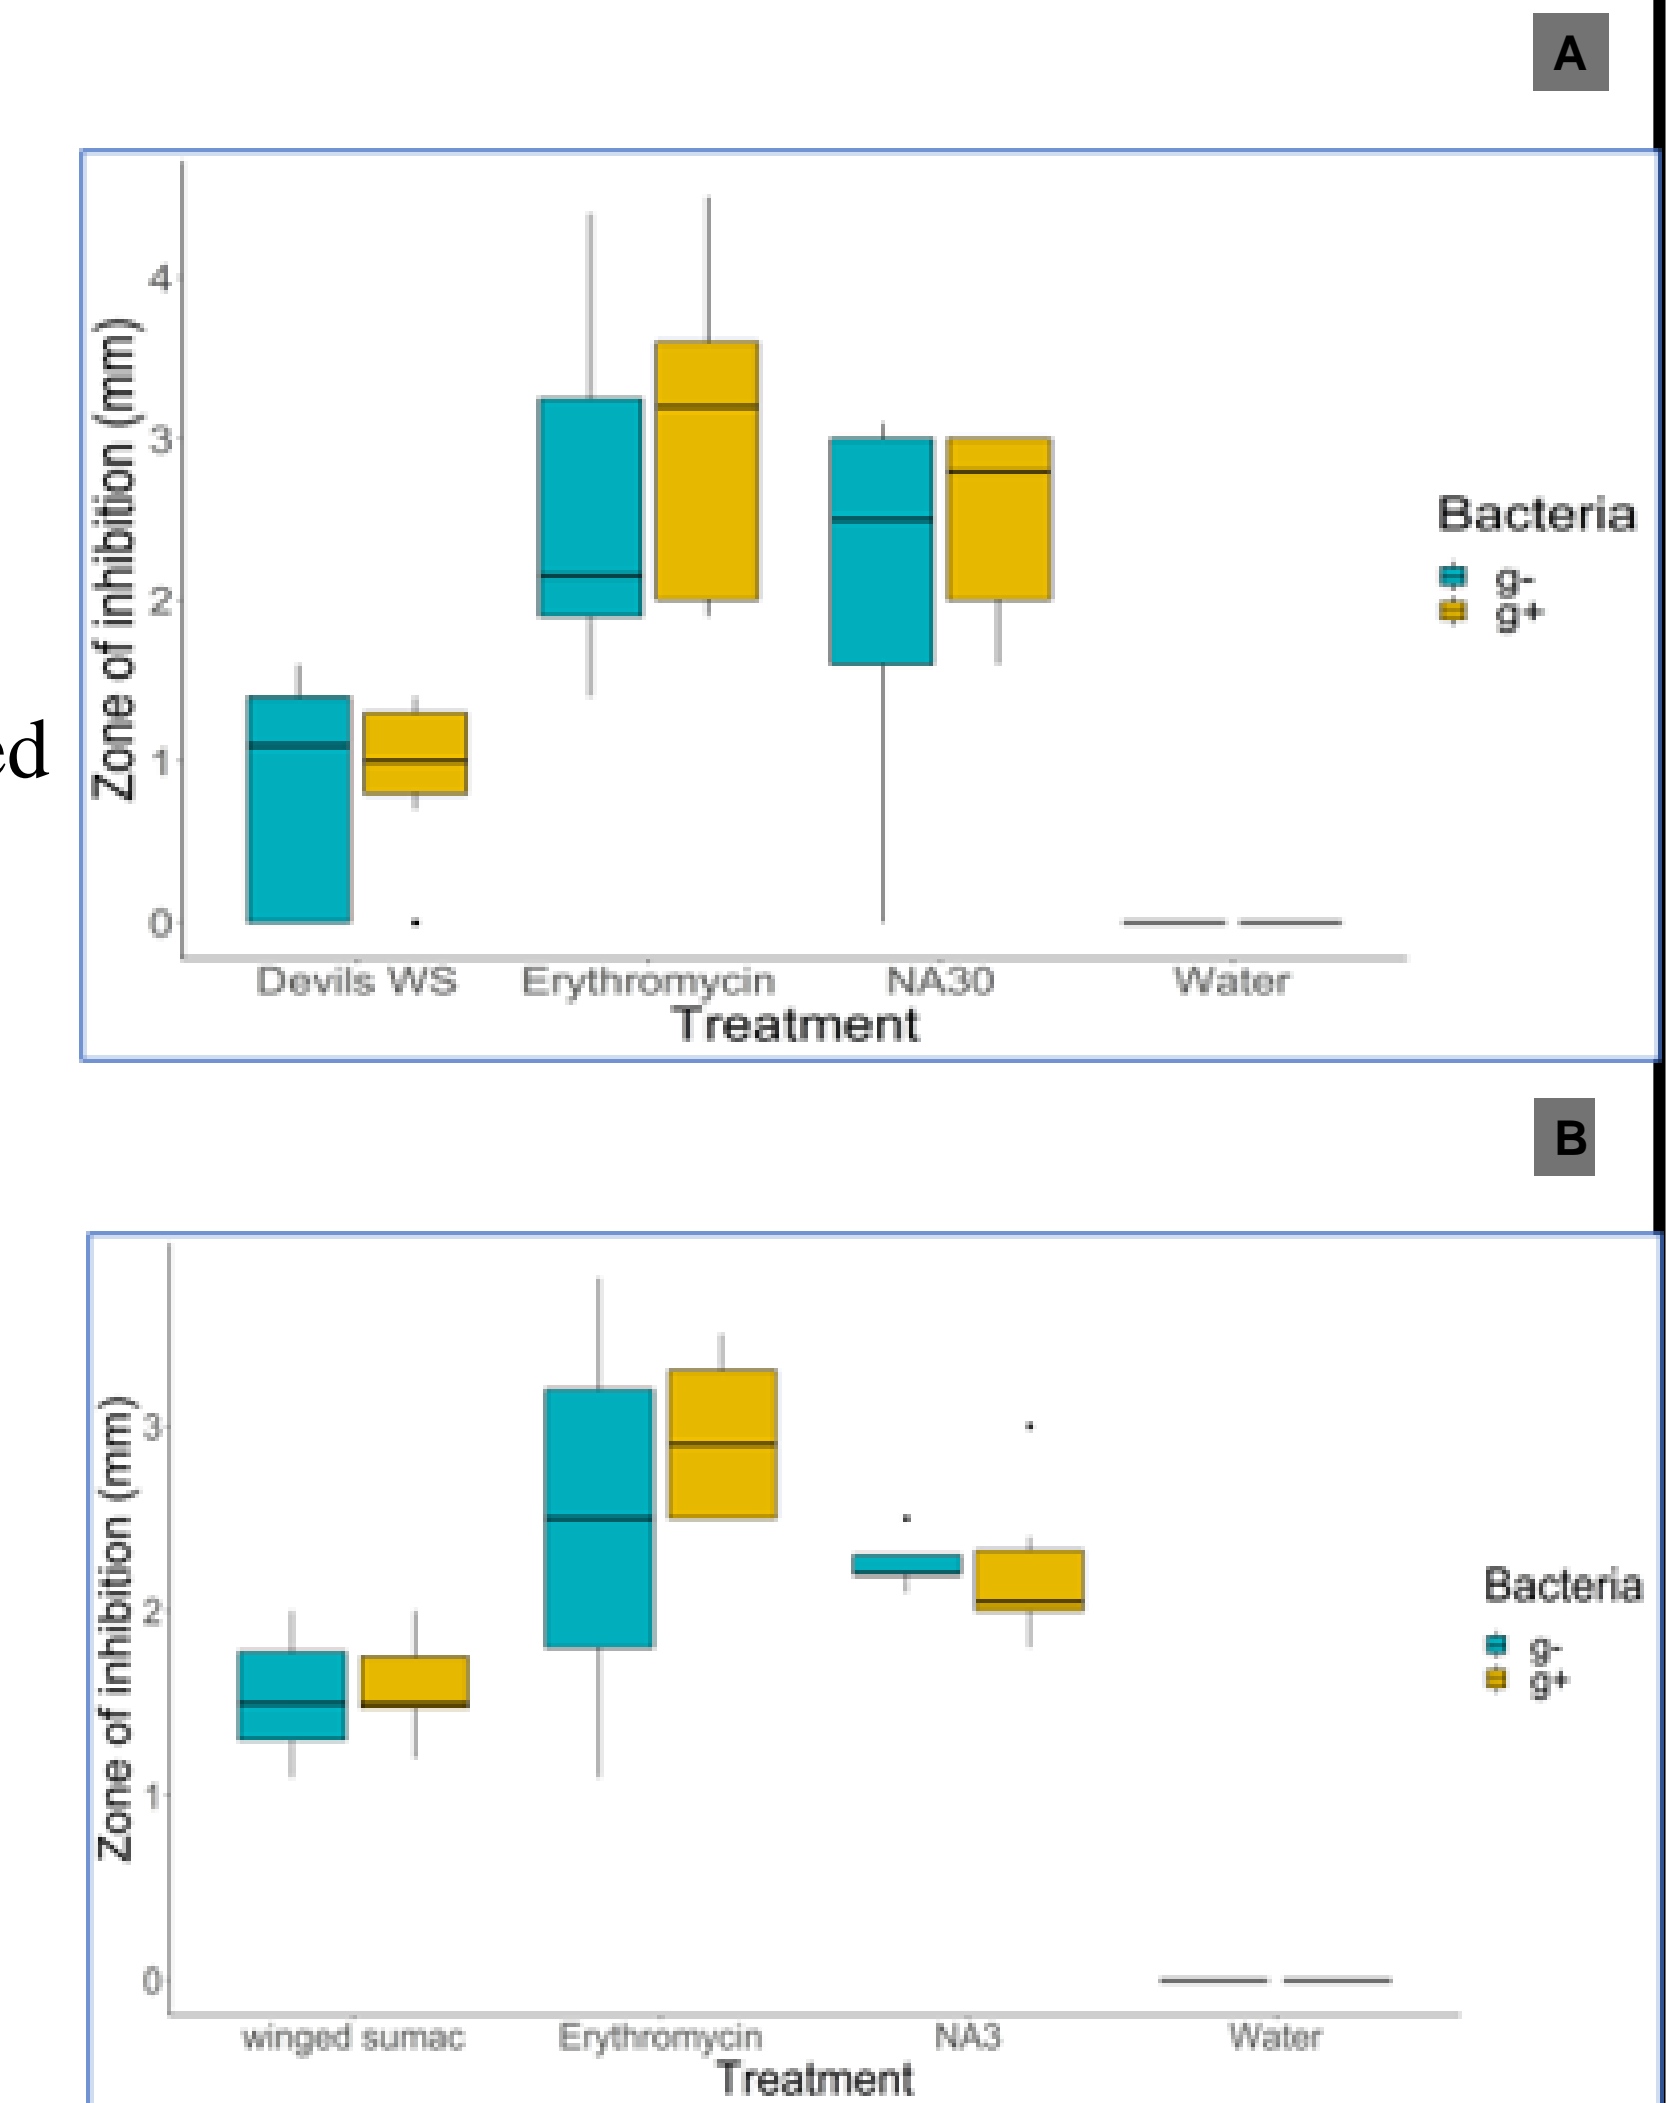 A
4
3
2
1
0
Zone of inhibition (mm)
ed
Devils WS Erythromycin NA30 Water
Treatment
Bacteria
g-
g+
B
3
2
1
0
Zone of inhibition (mm)
winged sumac Erythromycin NA3 Water
Treatment
Bacteria
g-
g+